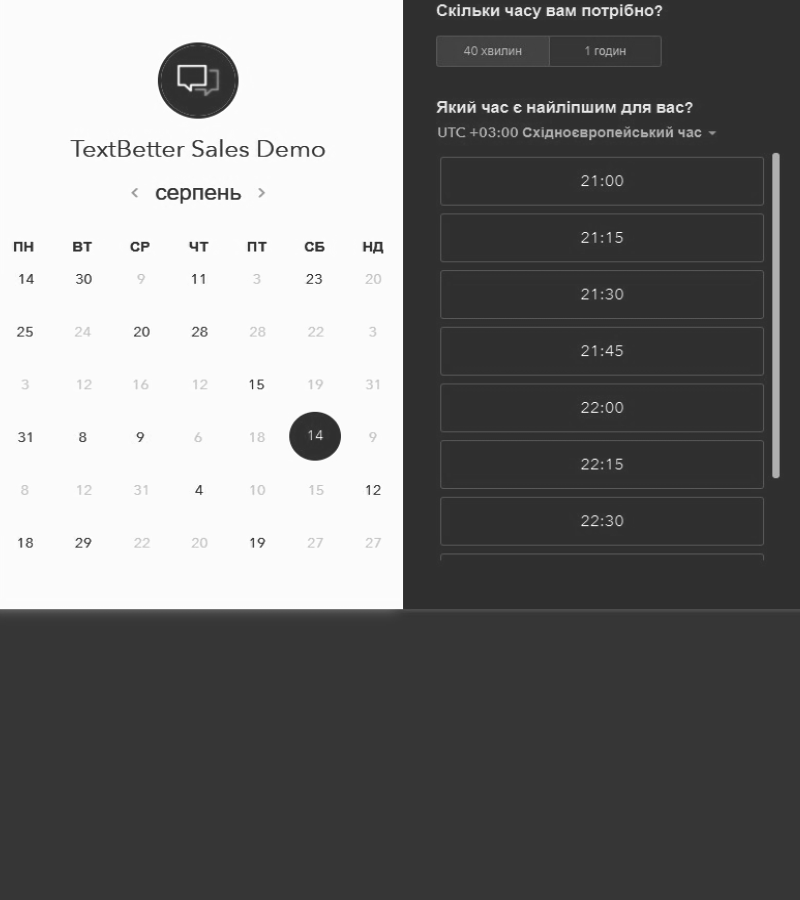 TextBetter Sales Demo
серпень
ПН ВТ СР ЧТ ПТ СБ НД
14 30 9 11 3 23 20
25 24 20 28 28 22 3
3 12 16 12 15 19 31
31 8 9 6 18 14 9
8 12 31 4 10 15 12
18 29 22 20 19 27 27
Скільки часу вам потрібно?
40 хвилин 1 годин
Який час є найліпшим для вас?
UTC +03:00 Східноєвропейський час
21:00
21:15
21:30
21:45
22:00
22:15
22:30